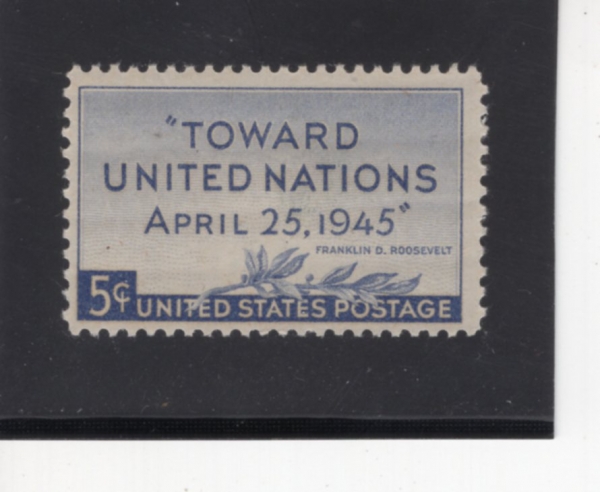 "TOWARD
UNITED NATIONS
APRIL 25, 1945"
FRANKLIN D. ROOSEVELT
5¢ UNITED STATES POSTAGE